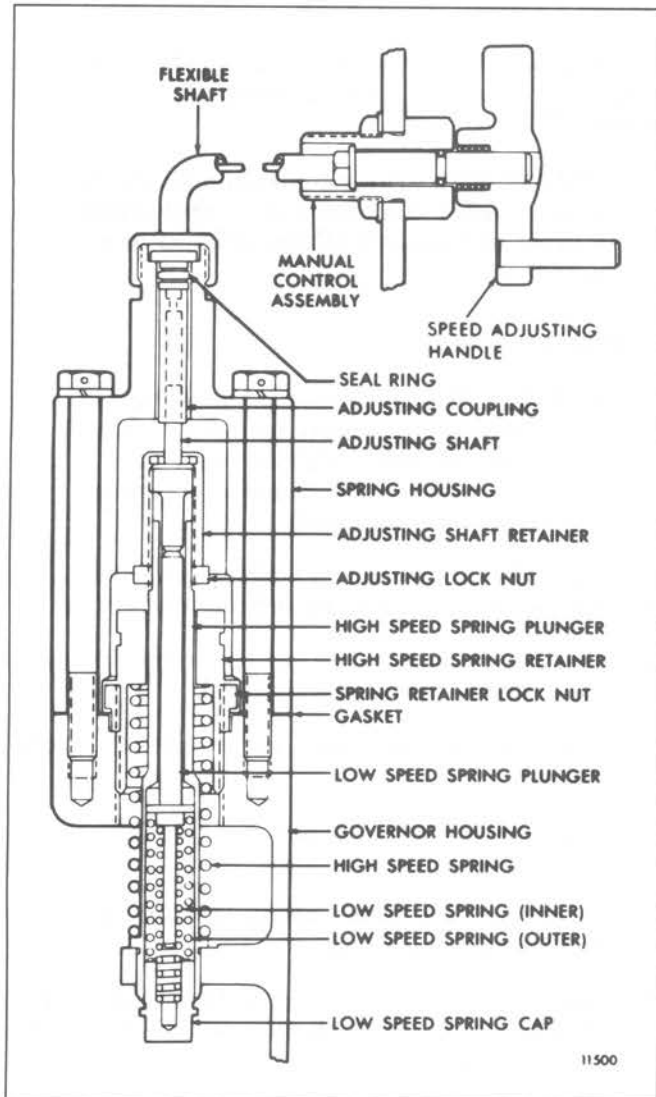 FLEXIBLE
SHAFT
MANUAL
CONTROL
ASSEMBLY
SPEED ADJUSTING
HANDLE
SEAL RING
ADJUSTING COUPLING
ADJUSTING SHAFT
SPRING HOUSING
ADJUSTING SHAFT RETAINER
ADJUSTING LOCK NUT
HIGH SPEED SPRING PLUNGER
HIGH SPEED SPRING RETAINER
SPRING RETAINER LOCK NUT
GASKET
LOW SPEED SPRING PLUNGER
GOVERNOR HOUSING
HIGH SPEED SPRING
LOW SPEED SPRING (INNER)
LOW SPEED SPRING (OUTER)
LOW SPEED SPRING CAP
11500